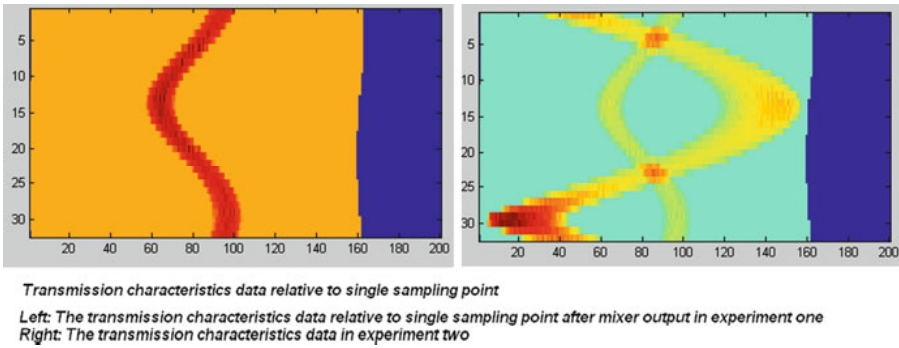 5
10
15
20
25
30
20 40 60 80 100 120 140 160 180 200
5
10
15
20
25
30
20 40 60 80 100 120 140 160 180 200
Transmission characteristics data relative to single sampling point
Left: The transmission characteristics data relative to single sampling point after mixer output in experiment one
Right: The transmission characteristics data in experiment two